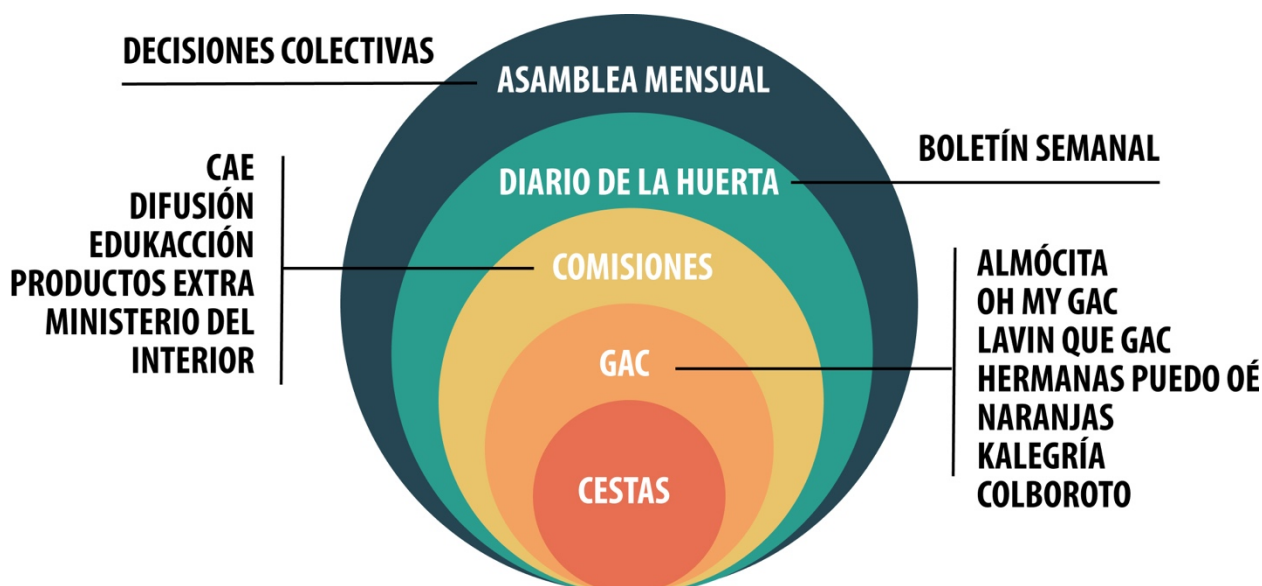 DECISIONES COLECTIVAS
ASAMBLEA MENSUAL
BOLETÍN SEMANAL
DIARIO DE LA HUERTA
CAE
DIFUSIÓN
EDUKACCIÓN
PRODUCTOS EXTRA
MINISTERIO DEL
INTERIOR
COMISIONES
GAC
ALMÓCITA
OH MY GAC
LAVIN QUE GAC
HERMANAS PUEDO OÉ
NARANJAS
KALEGRÍA
COLBOROTO
CESTAS